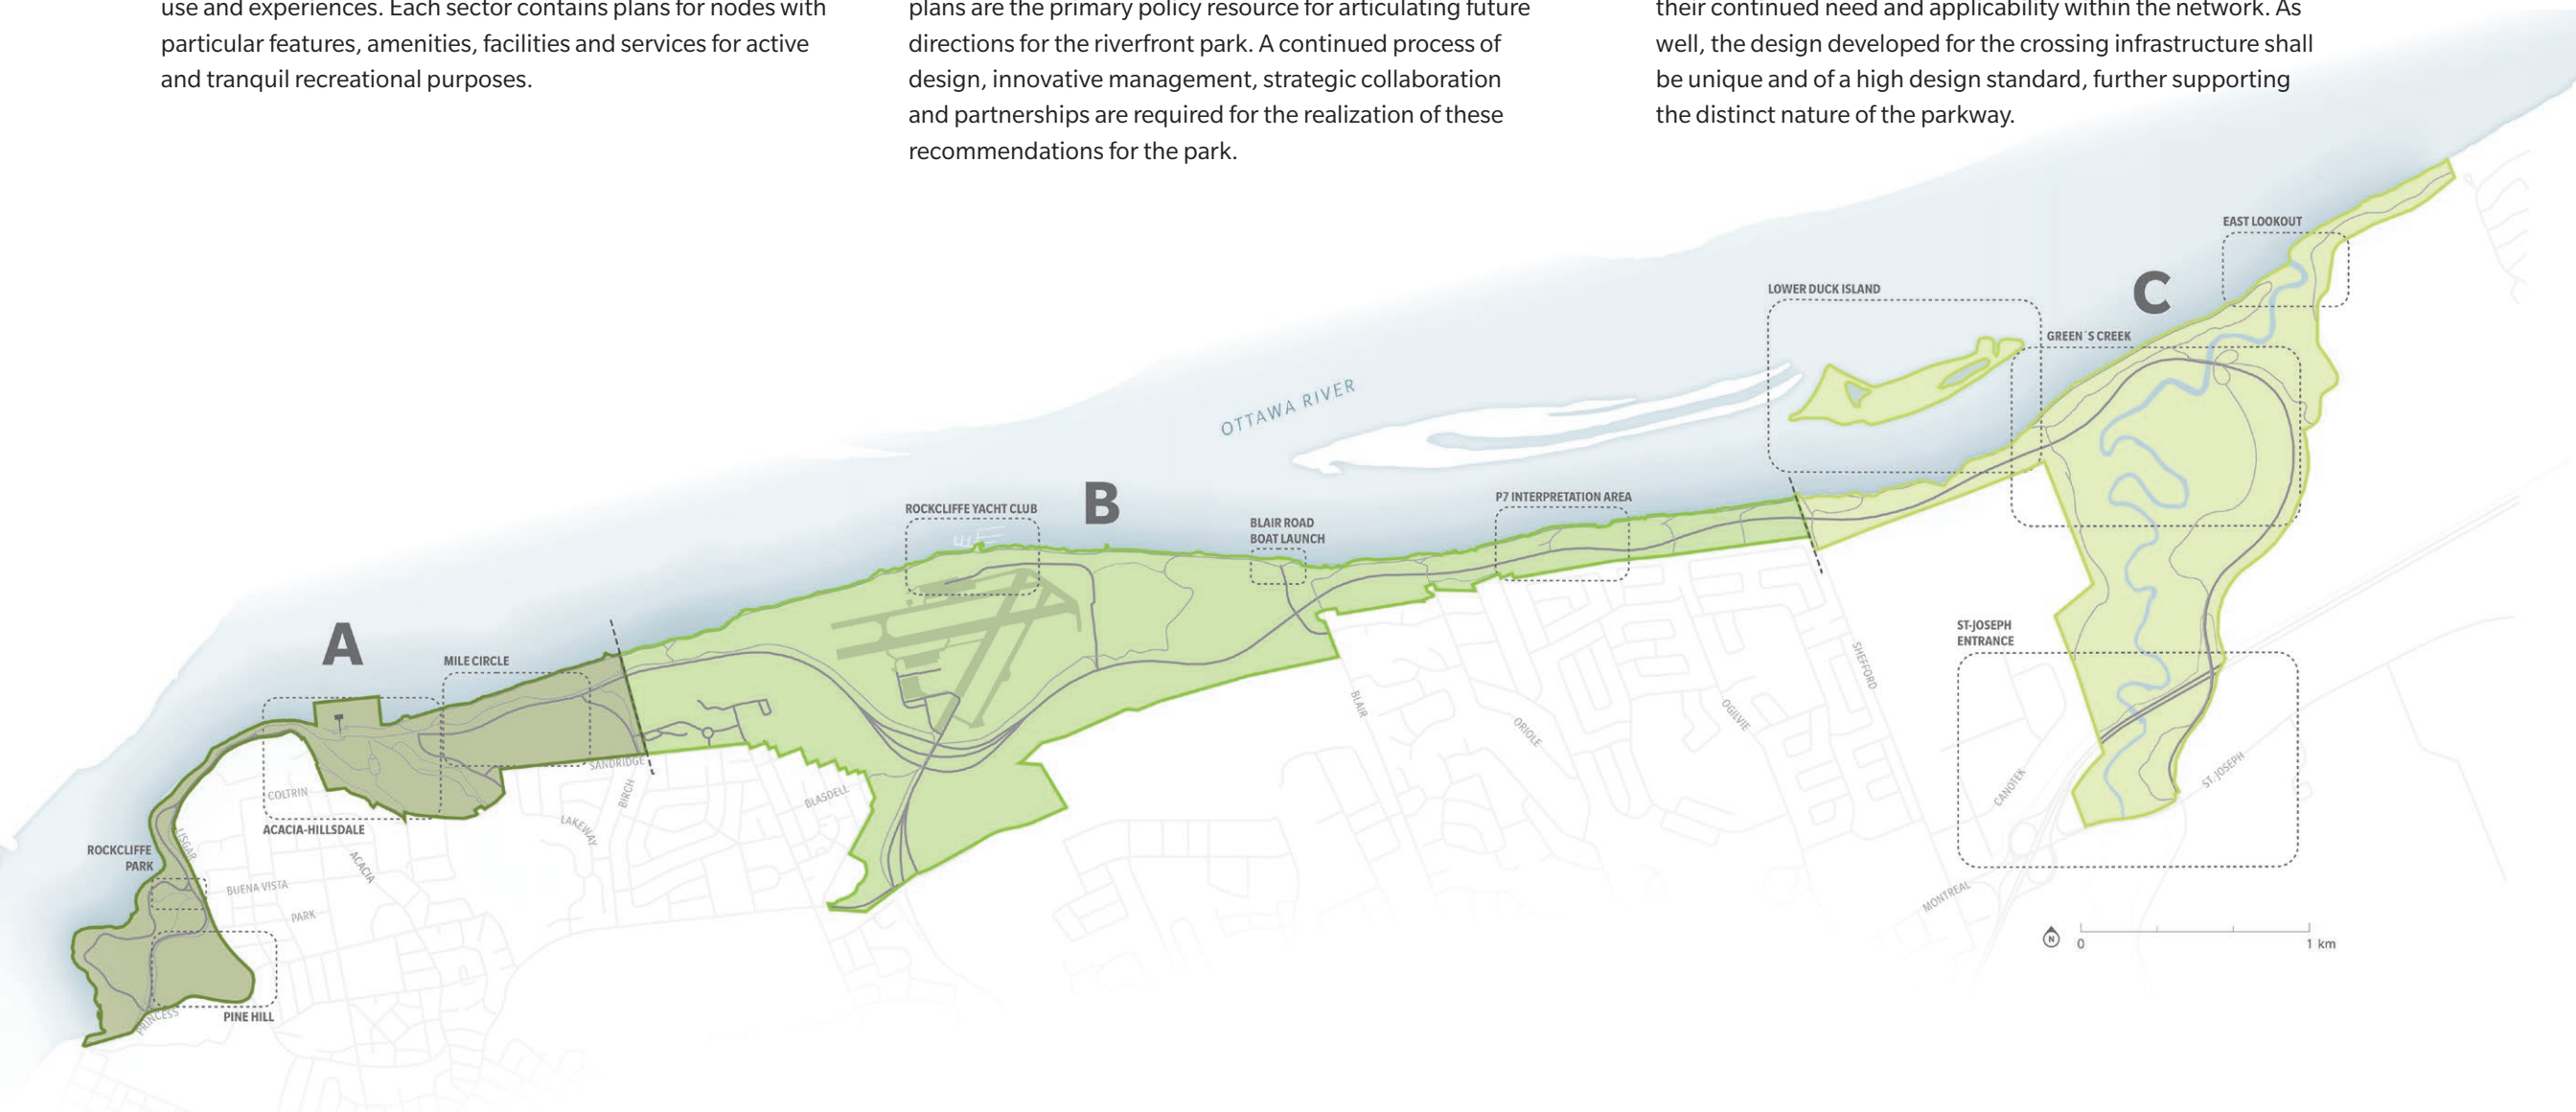 use and experiences. Each sector contains plans for nodes with
particular features, amenities, facilities and services for active
and tranquil recreational purposes.
plans are the primary policy resource for articulating future
directions for the riverfront park. A continued process of
design, innovative management, strategic collaboration
and partnerships are required for the realization of these
recommendations for the park.
their continued need and applicability within the network. As
well, the design developed for the crossing infrastructure shall
be unique and of a high design standard, further supporting
the distinct nature of the parkway.
EAST LOOKOUT
C
LOWER DUCK ISLAND
GREEN´S CREEK
OTTAWA RIVER
B
P7 INTERPRETATION AREA
ROCKCLIFFE YACHT CLUB
BLAIR ROAD
BOAT LAUNCH
A
MILE CIRCLE
ST-JOSEPH
ENTRANCE
SHEFFORD
BLAIR
ORIOLE
OGILVIE
SANDRIDGE
BIRCH
BLASDELL
LAKEWAY
COLTRIN
ACACIA-HILLSDALE
LISGAR
ROCKCLIFFE
PARK
ACACIA
BUENA VISTA
PARK
CANOTEK
ST. JOSEPH
MONTREAL
N
0
1 km
PRINCESS
PINE HILL